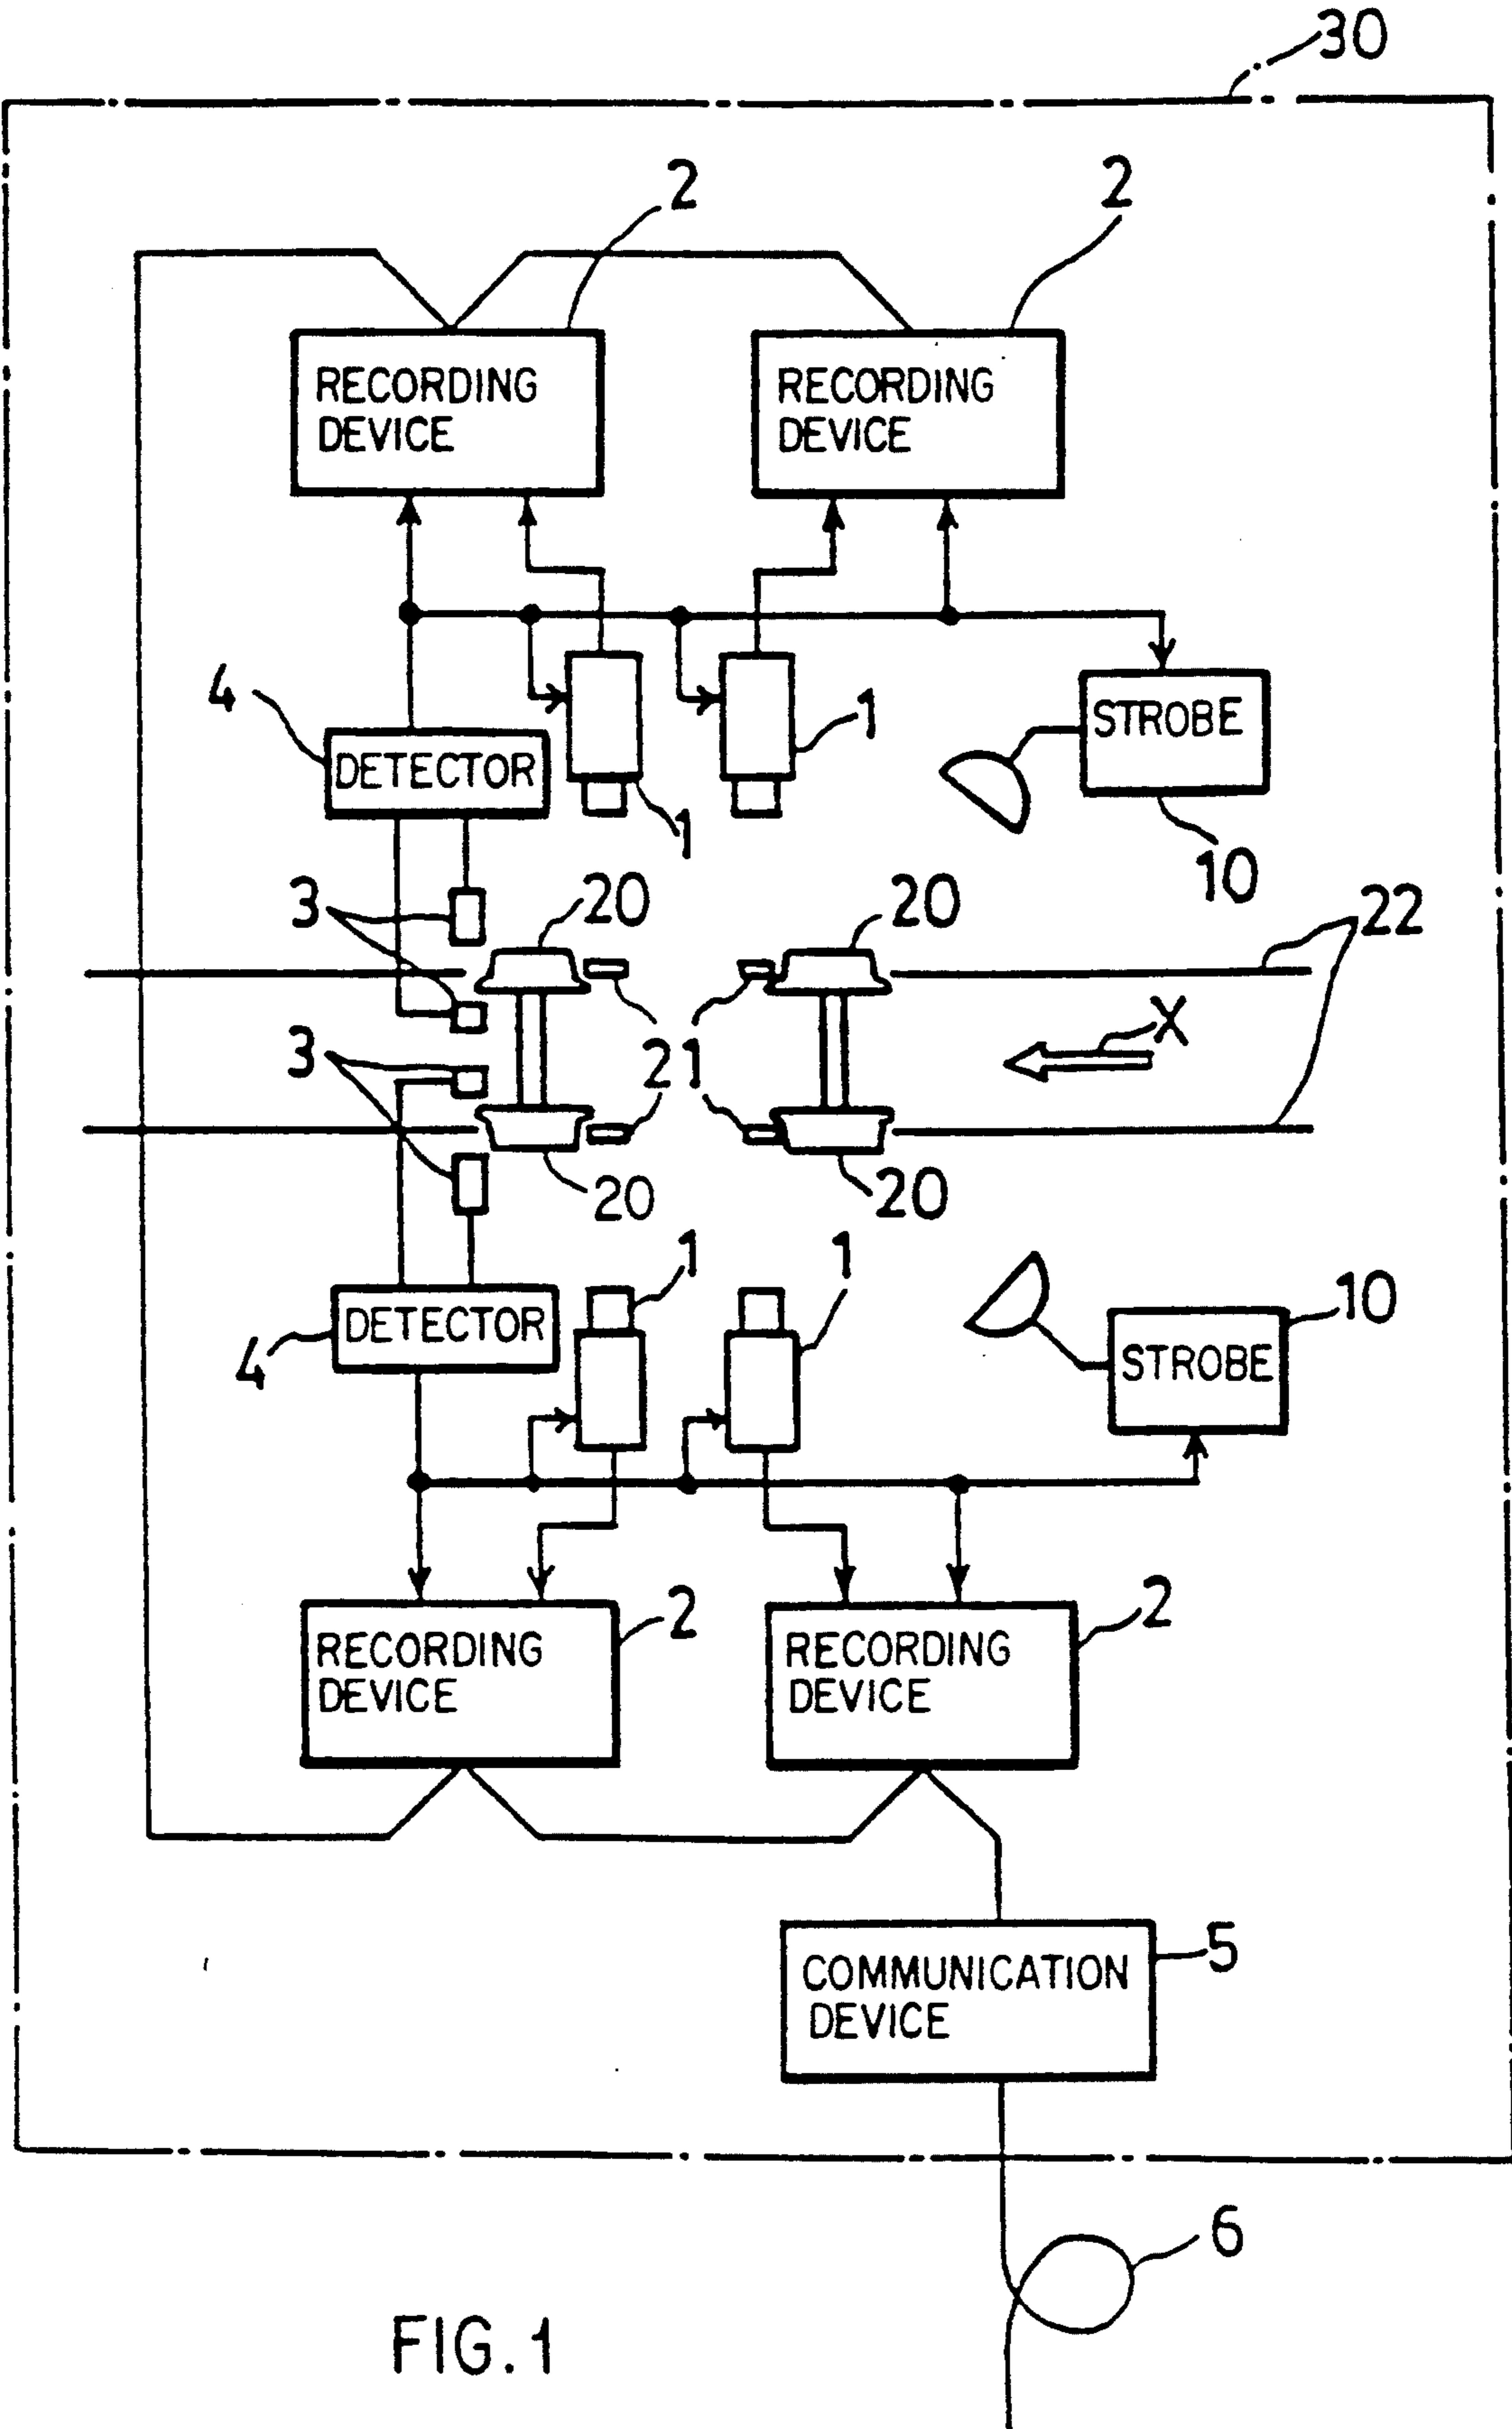 30
2
2
RECORDING
DEVICE
RECORDING
DEVICE
4
DETECTOR
1
1
STROBE
10
3
20
20
22
X
3
21
20
20
1
1
10
DETECTOR
4
STROBE
2
2
RECORDING
DEVICE
RECORDING
DEVICE
5
COMMUNICATION
DEVICE
6
FIG. 1